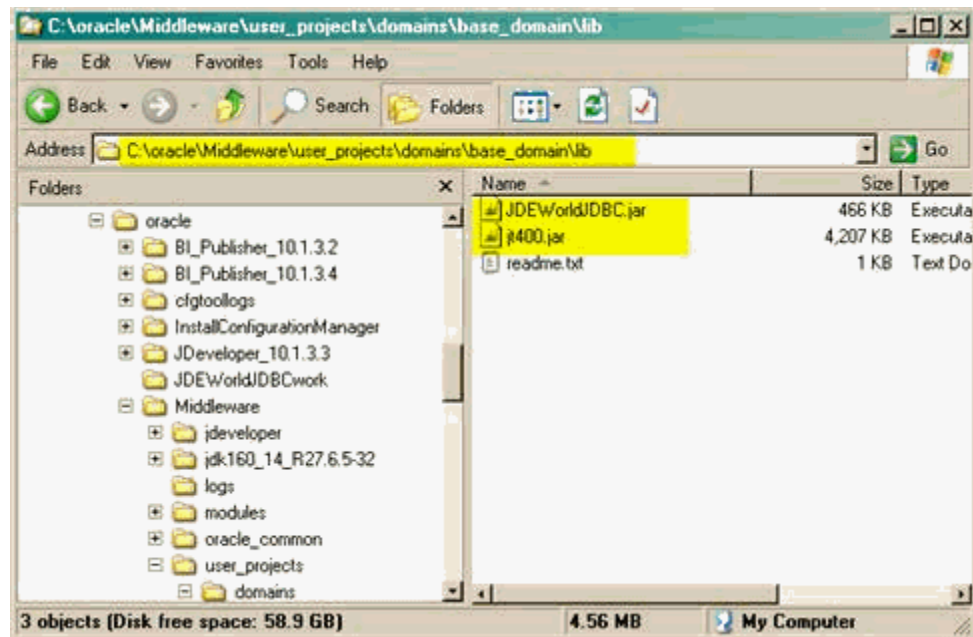 C:\oracle\Middleware\user_projects\domains\base_domain\lib
File Edit View Favorites Tools Help
Back Search Folders
Address C:\oracle\Middleware\user_projects\domains\base_domain\lib Go
Folders
oracle
BI_Publisher_10.1.3.2
BI_Publisher_10.1.3.4
cfgtoollogs
InstallConfigurationManager
JDeveloper_10.1.3.3
JDEWorldJDBCwork
Middleware
jdeveloper
jdk160_14_R27.6.5-32
logs
modules
oracle_common
user_projects
domains
Name Size Type
JDEWorldJDBC.jar 466 KB Executa
jt400.jar 4,207 KB Executa
readme.txt 1 KB Text Do
3 objects (Disk free space: 58.9 GB) 4.56 MB My Computer